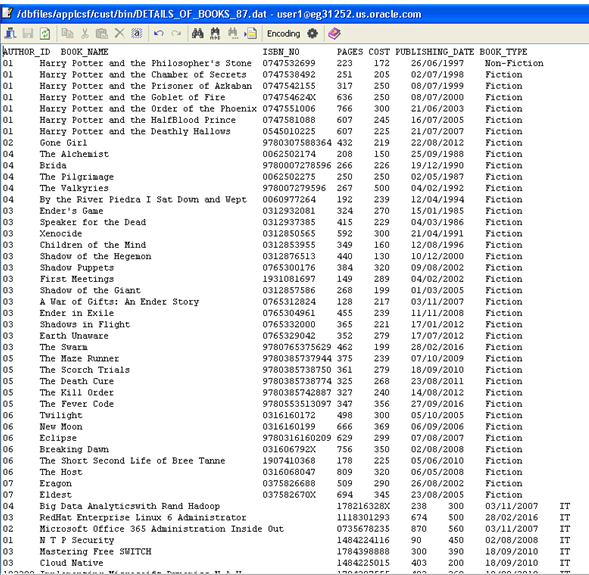 /dbfiles/applcsf/cust/bin/DETAILS_OF_BOOKS_87.dat - user1@eg31252.us.oracle.com
Encoding
AUTHOR_ID BOOK_NAME ISBN_NO PAGES COST PUBLISHING_DATE BOOK_TYPE
01 Harry Potter and the Philosopher's Stone 0747532699 223 172 26/06/1997 Non-Fiction
01 Harry Potter and the Chamber of Secrets 0747538492 251 205 02/07/1998 Fiction
01 Harry Potter and the Prisoner of Azkaban 0747542155 317 250 08/07/1999 Fiction
01 Harry Potter and the Goblet of Fire 074754624X 636 250 08/07/2000 Fiction
01 Harry Potter and the Order of the Phoenix 0747551006 766 300 21/06/2003 Fiction
01 Harry Potter and the HalfBlood Prince 0747581088 607 245 16/07/2005 Fiction
01 Harry Potter and the Deathly Hallows 0545010225 607 225 21/07/2007 Fiction
02 Gone Girl 9780307588364 432 219 22/08/2012 Fiction
04 The Alchemist 0062502174 208 150 25/09/1988 Fiction
04 Brida 9780007278596 266 226 19/12/1990 Fiction
04 The Pilgrimage 0062502275 250 250 02/05/1987 Fiction
04 The Valkyries 978007279596 267 500 04/02/1992 Fiction
04 By the River Piedra I Sat Down and Wept 0060977264 192 239 12/04/1994 Fiction
03 Ender's Game 0312932081 324 270 15/01/1985 Fiction
03 Speaker for the Dead 0312937385 415 229 04/03/1986 Fiction
03 Xenocide 0312850565 592 300 21/04/1991 Fiction
03 Children of the Mind 0312853955 349 160 12/08/1996 Fiction
03 Shadow of the Hegemon 0312876513 440 130 10/12/2000 Fiction
03 Shadow Puppets 0765300176 384 320 09/08/2002 Fiction
03 First Meetings 1931081697 149 289 04/02/2002 Fiction
03 Shadow of the Giant 0312857586 268 199 01/03/2005 Fiction
03 A War of Gifts: An Ender Story 0765312824 128 217 03/11/2007 Fiction
03 Ender in Exile 0765304961 455 239 11/11/2008 Fiction
03 Shadows in Flight 0765332000 365 221 17/01/2012 Fiction
03 Earth Unaware 0765329042 352 279 17/07/2012 Fiction
03 The Swarm 9780765375629 462 199 28/02/2016 Fiction
05 The Maze Runner 9780385737944 375 239 07/10/2009 Fiction
05 The Scorch Trials 9780385738750 361 279 18/09/2010 Fiction
05 The Death Cure 9780385738774 325 268 23/08/2011 Fiction
05 The Kill Order 9780385742887 327 240 14/08/2012 Fiction
05 The Fever Code 9780553513097 347 356 27/09/2016 Fiction
06 Twilight 0316160172 498 300 05/10/2005 Fiction
06 New Moon 0316160199 666 369 06/09/2006 Fiction
06 Eclipse 9780316160209 629 299 07/08/2007 Fiction
06 Breaking Dawn 031606792X 756 350 02/08/2008 Fiction
06 The Short Second Life of Bree Tanne 1907410368 178 225 05/06/2010 Fiction
06 The Host 0316068047 809 320 06/05/2008 Fiction
07 Eragon 0375826688 509 290 26/08/2002 Fiction
07 Eldest 037582670X 694 345 23/08/2005 Fiction
04 Big Data Analyticswith Rand Hadoop 178216328X 238 300 03/11/2007 IT
03 RedHat Enterprise Linux 6 Administrator 1118301293 674 500 28/02/2016 IT
02 Microsoft Office 365 Administration Inside Out 0735678235 870 560 03/11/2007 IT
01 N T P Security 1484224116 90 450 02/08/2008 IT
03 Mastering Free SWITCH 1784398888 300 390 18/09/2010 IT
03 Cloud Native 1484225015 403 200 18/09/2010 IT